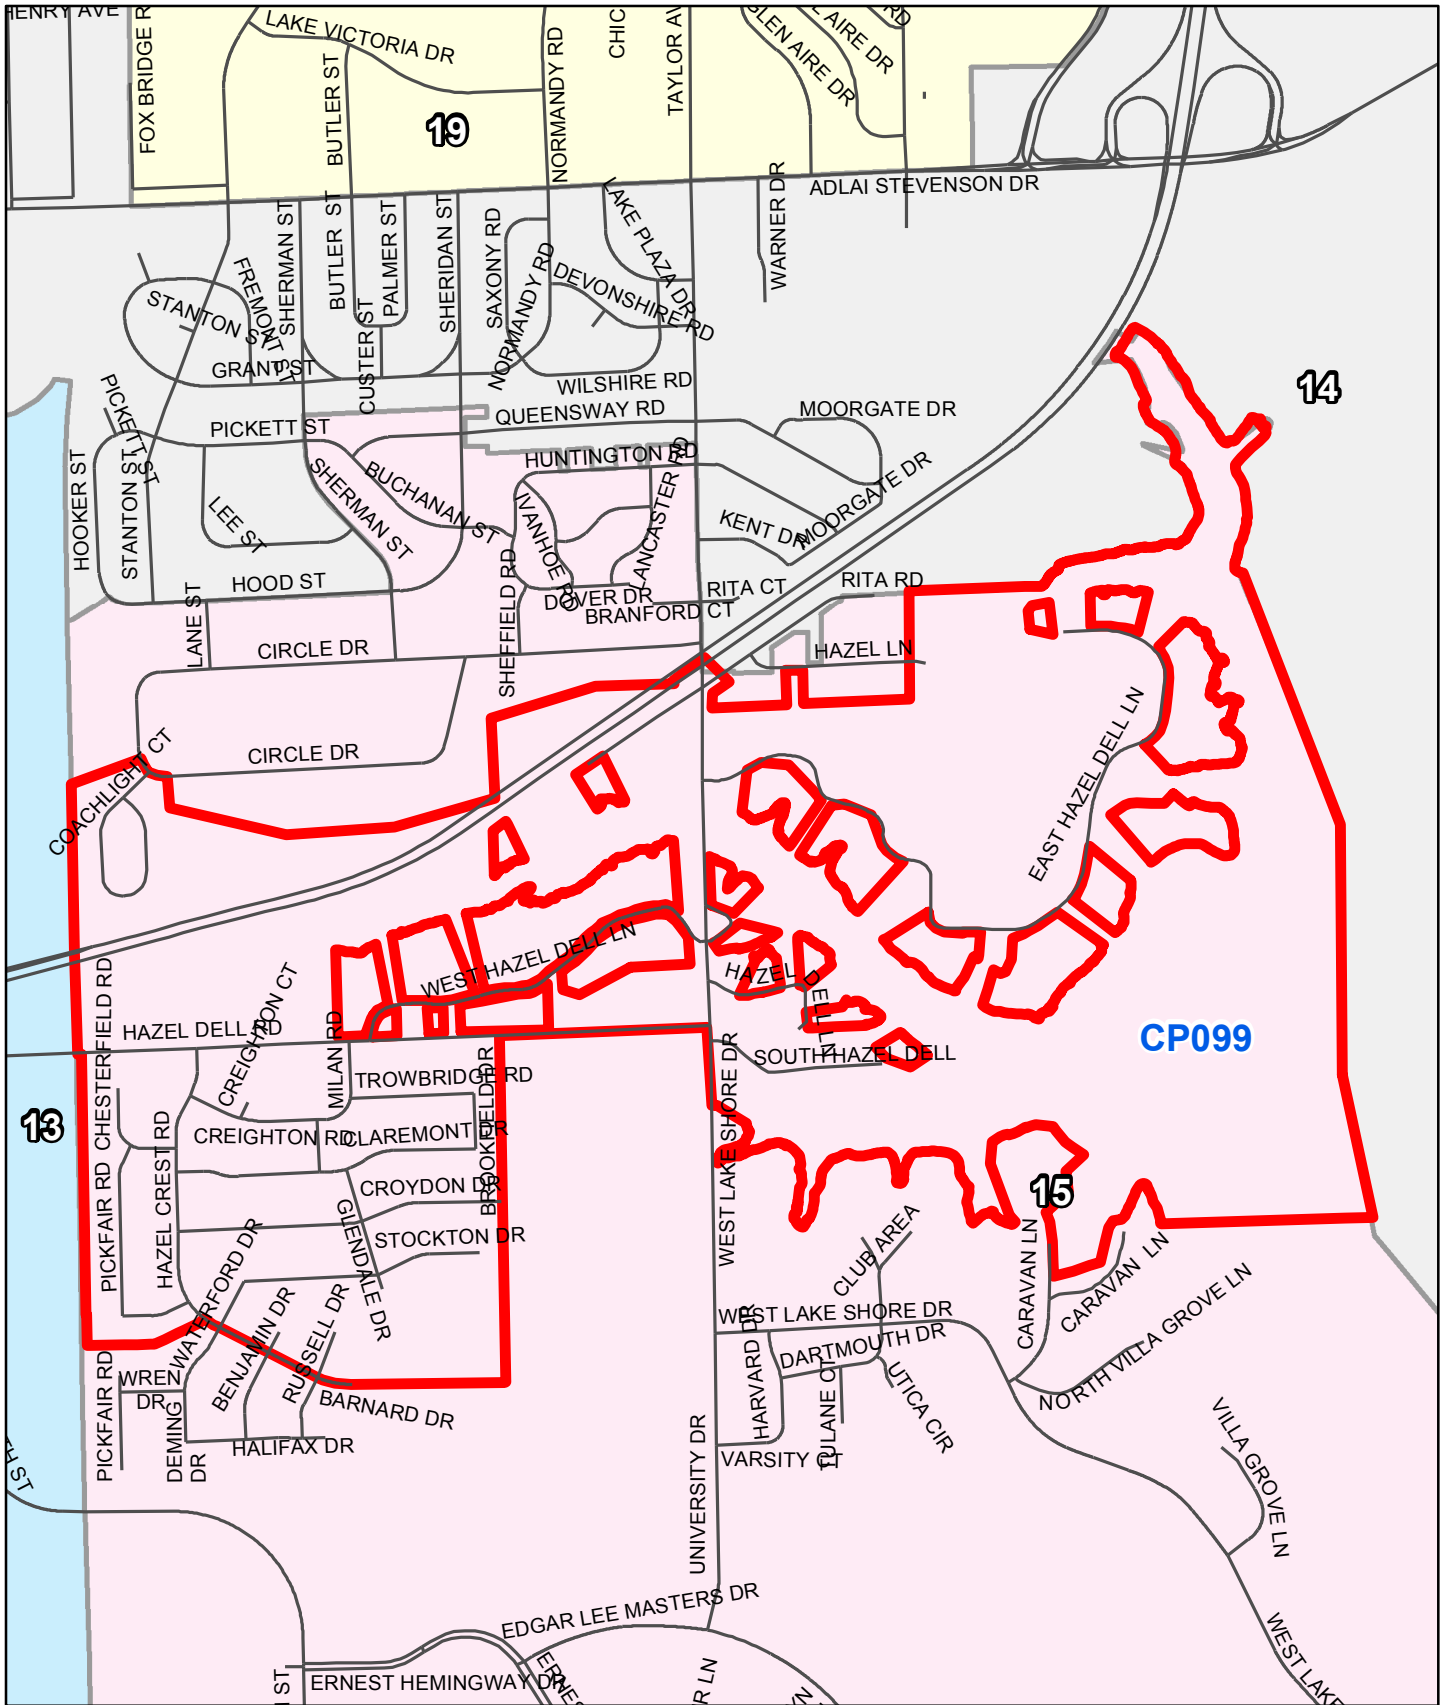 HENRY AVE
FOX BRIDGE R
LAKE VICTORIA DR
BUTLER ST
NORMANDY RD
CHIC
TAYLOR AV
GLEN AIRE DR
E AIRE DR
RD
19
ADLAI STEVENSON DR
WARNER DR
SHERMAN ST
BUTLER ST
PALMER ST
SHERIDAN ST
SAXONY RD
NORMANDY RD
LAKE PLAZA DR
DEVONSHIRE RD
FREMONT ST
STANTON ST
GRANT ST
CUSTER ST
WILSHIRE RD
QUEENSWAY RD
MOORGATE DR
14
PICKETT ST
PICKETT ST
HUNTINGTON RD
HOOKER ST
STANTON ST
LEE ST
SHERMAN ST
BUCHANAN ST
IVANHOE RD
LANCASTER RD
KENT DR
MOORGATE DR
HOOD ST
SHEFFIELD RD
DOVER DR
RITA CT
RITA RD
BRANFORD CT
LANE ST
CIRCLE DR
HAZEL LN
CIRCLE DR
COACHLIGHT CT
EAST HAZEL DELL LN
WEST HAZEL DELL LN
HAZEL DELL LN
HAZEL DELL RD
CREIGHTON CT
MILAN RD
CHESTERFIELD RD
SOUTH HAZEL DELL
CP099
TROWBRIDGE RD
BROOKFIELD DR
WEST LAKE SHORE DR
13
CREIGHTON RD
CLAREMONT DR
HAZEL CREST RD
PICKFAIR RD
CROYDON DR
GLENDALE DR
STOCKTON DR
15
CLUB AREA
CARAVAN LN
CARAVAN LN
NORTH VILLA GROVE LN
WATERFORD DR
BENJAMIN DR
RUSSELL DR
WEST LAKE SHORE DR
HARVARD DR
DARTMOUTH DR
PICKFAIR RD
WREN
DR
BARNARD DR
DEMING
DR
HALIFAX DR
TULANE CT
UTICA CIR
VARSITY CT
UNIVERSITY DR
VILLA GROVE LN
TH ST
EDGAR LEE MASTERS DR
ERNEST HEMINGWAY DR
ERNES
R LN
YN
ST
WEST LAKE